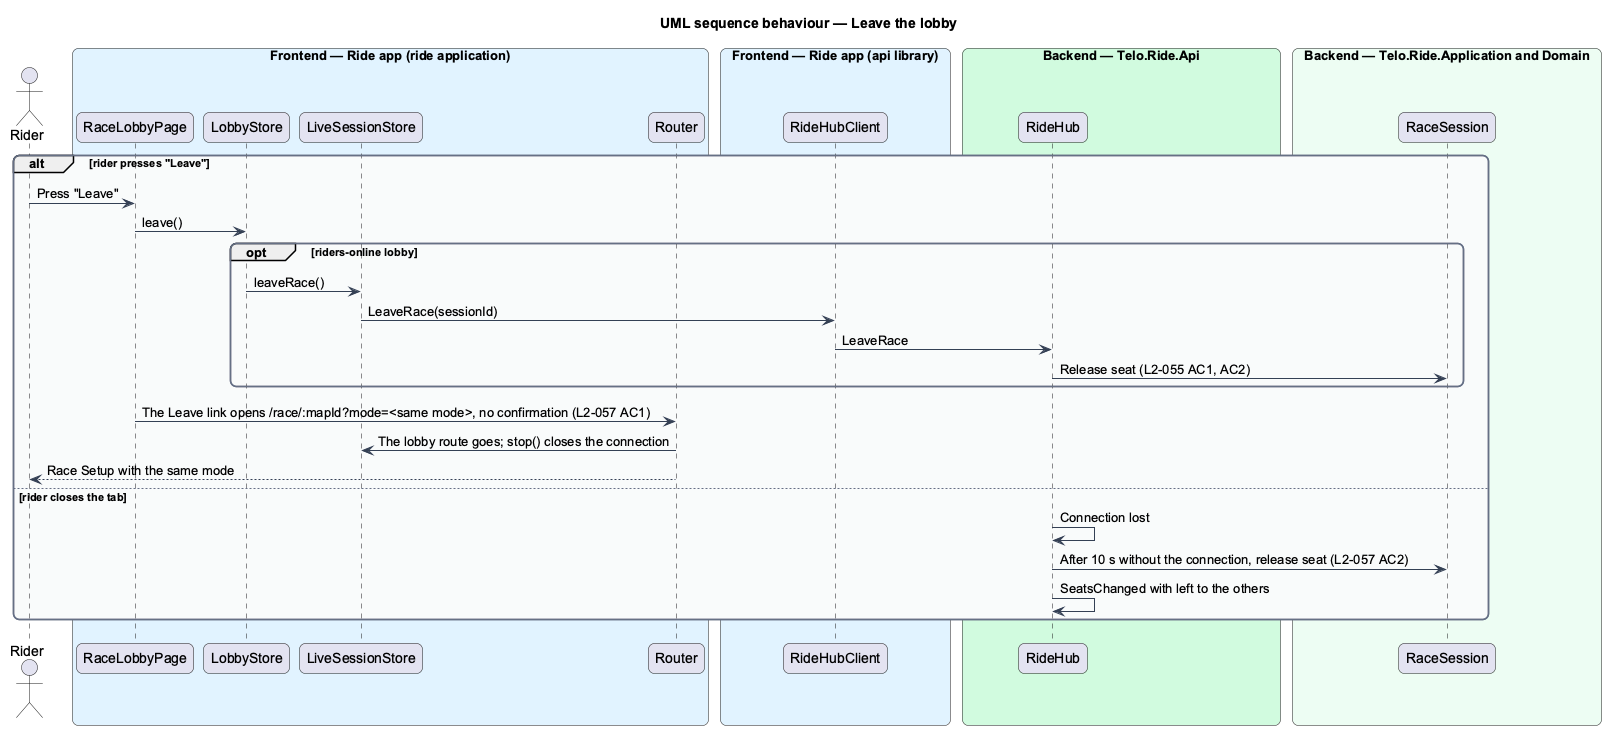 UML sequence behaviour — Leave the lobby
Frontend — Ride app (ride application)
Frontend — Ride app (api library)
Backend — Telo.Ride.Api
Backend — Telo.Ride.Application and Domain
Rider
RaceLobbyPage
LobbyStore
LiveSessionStore
Router
RideHubClient
RideHub
RaceSession
alt [rider presses "Leave"]
Press "Leave"
leave()
opt [riders-online lobby]
leaveRace()
LeaveRace(sessionId)
LeaveRace
Release seat (L2-055 AC1, AC2)
The Leave link opens /race/:mapId?mode=<same mode>, no confirmation (L2-057 AC1)
The lobby route goes; stop() closes the connection
Race Setup with the same mode
[rider closes the tab]
Connection lost
After 10 s without the connection, release seat (L2-057 AC2)
SeatsChanged with left to the others
Rider
RaceLobbyPage
LobbyStore
LiveSessionStore
Router
RideHubClient
RideHub
RaceSession